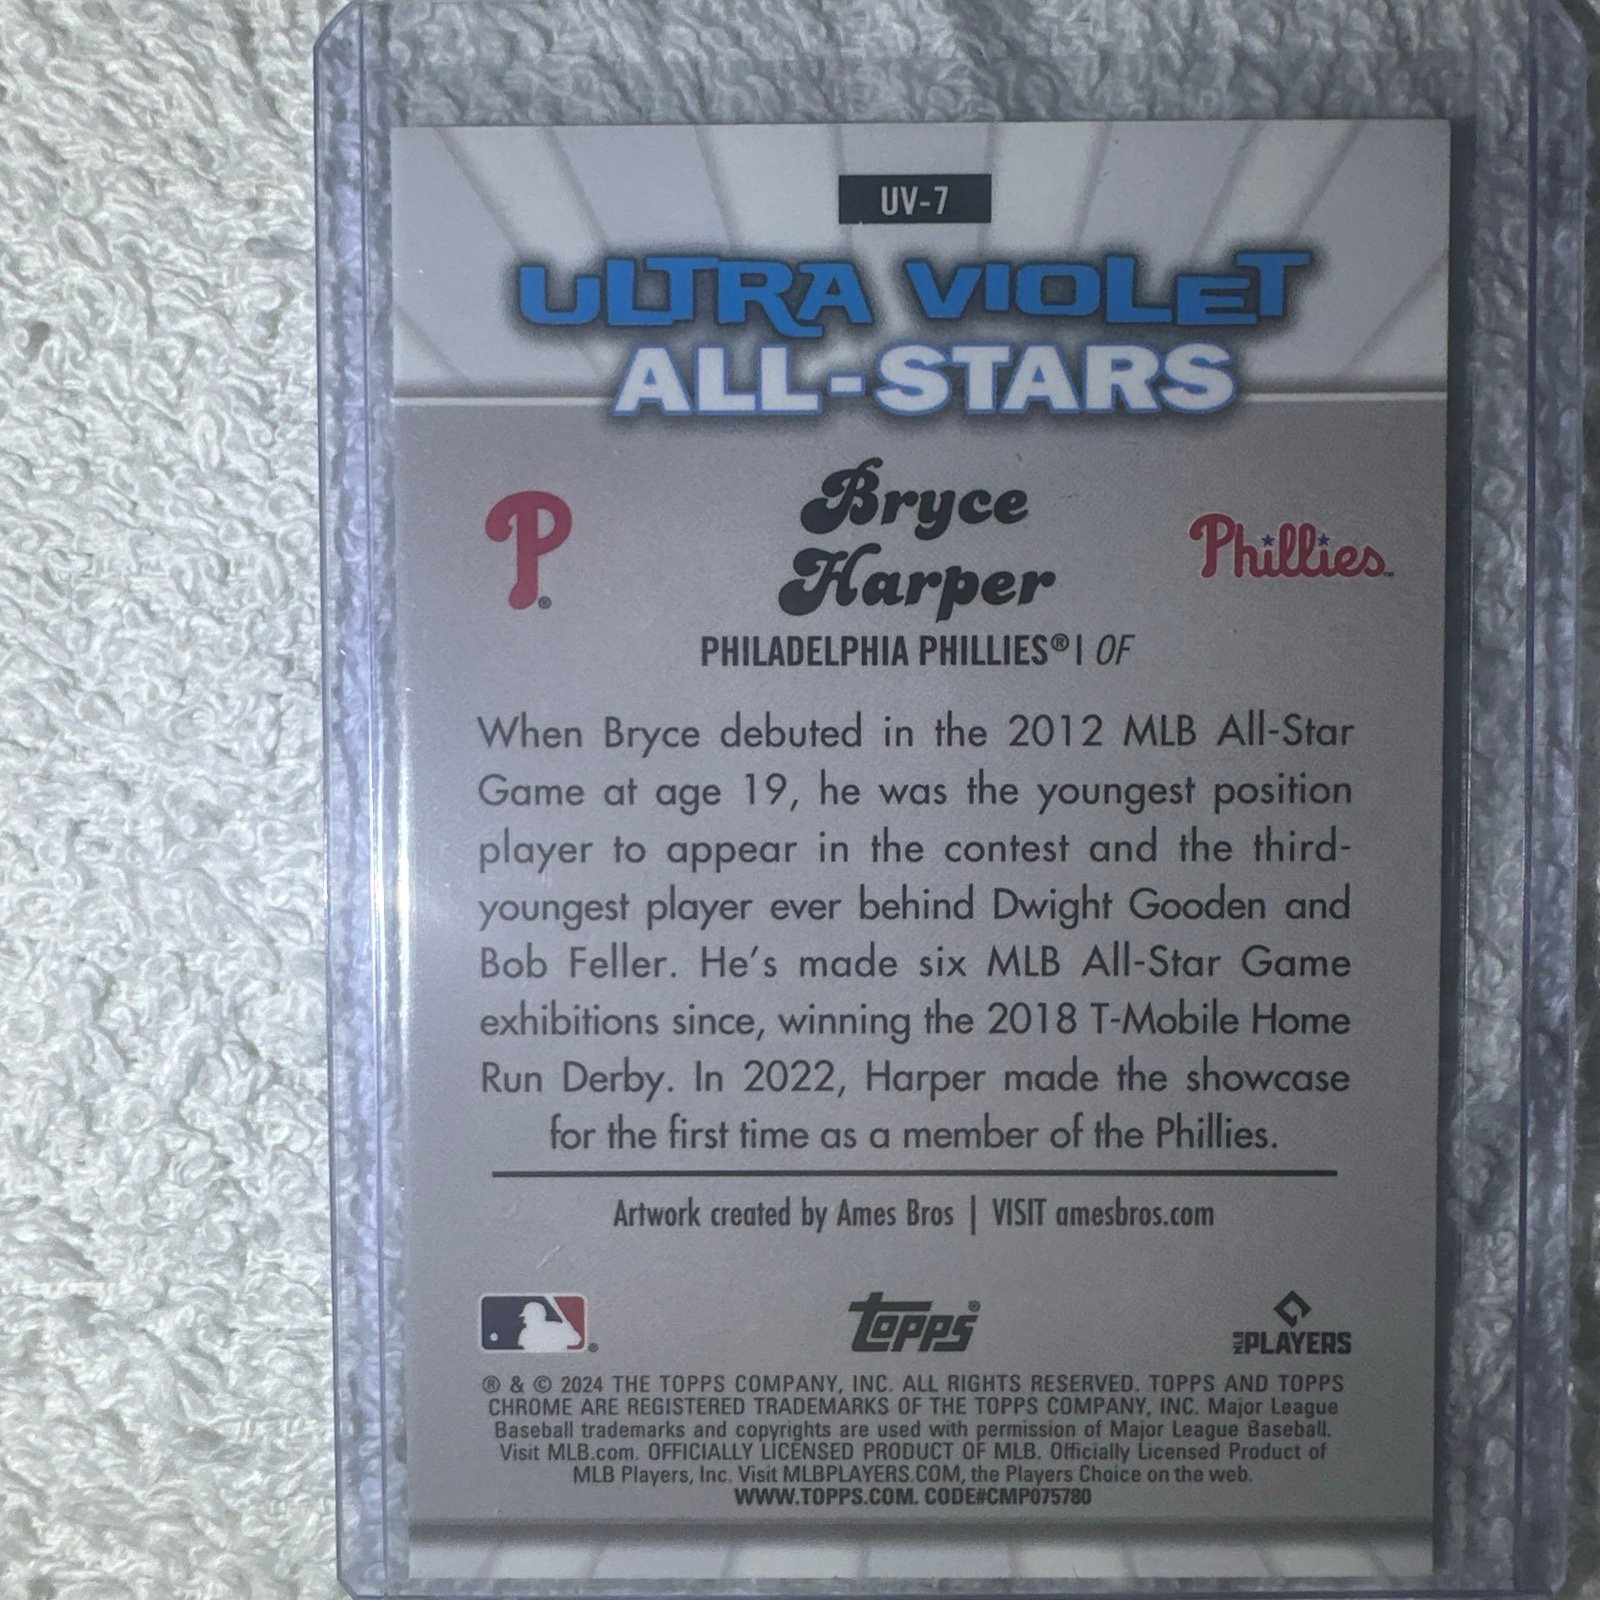 UV-7
ULTRA VIOLET
ALL-STARS
P®
Bryce
Harper
Phillies™
PHILADELPHIA PHILLIES® | OF
When Bryce debuted in the 2012 MLB All-Star
Game at age 19, he was the youngest position
player to appear in the contest and the third-
youngest player ever behind Dwight Gooden and
Bob Feller. He's made six MLB All-Star Game
exhibitions since, winning the 2018 T-Mobile Home
Run Derby. In 2022, Harper made the showcase
for the first time as a member of the Phillies.
Artwork created by Ames Bros | VISIT amesbros.com
topps®
MLB PLAYERS
® & © 2024 THE TOPPS COMPANY, INC. ALL RIGHTS RESERVED. TOPPS AND TOPPS
CHROME ARE REGISTERED TRADEMARKS OF THE TOPPS COMPANY, INC. Major League
Baseball trademarks and copyrights are used with permission of Major League Baseball.
Visit MLB.com. OFFICIALLY LICENSED PRODUCT OF MLB. Officially Licensed Product of
MLB Players, Inc. Visit MLBPLAYERS.COM, the Players Choice on the web.
WWW.TOPPS.COM. CODE#CMP075780